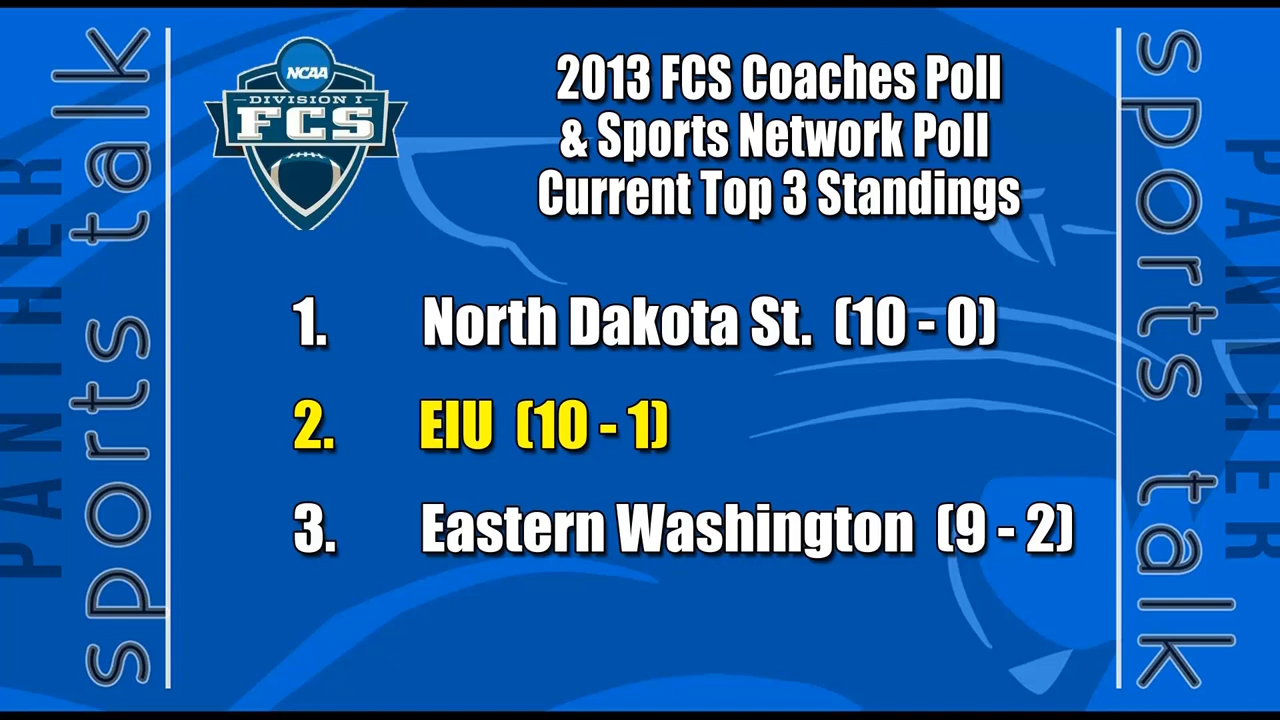 PANTHER
sports talk
NCAA
DIVISION I
FCS
2013 FCS Coaches Poll
& Sports Network Poll
Current Top 3 Standings
1. North Dakota St. (10 - 0)
2. EIU (10 - 1)
3. Eastern Washington (9 - 2)
sports talk
PANTHER